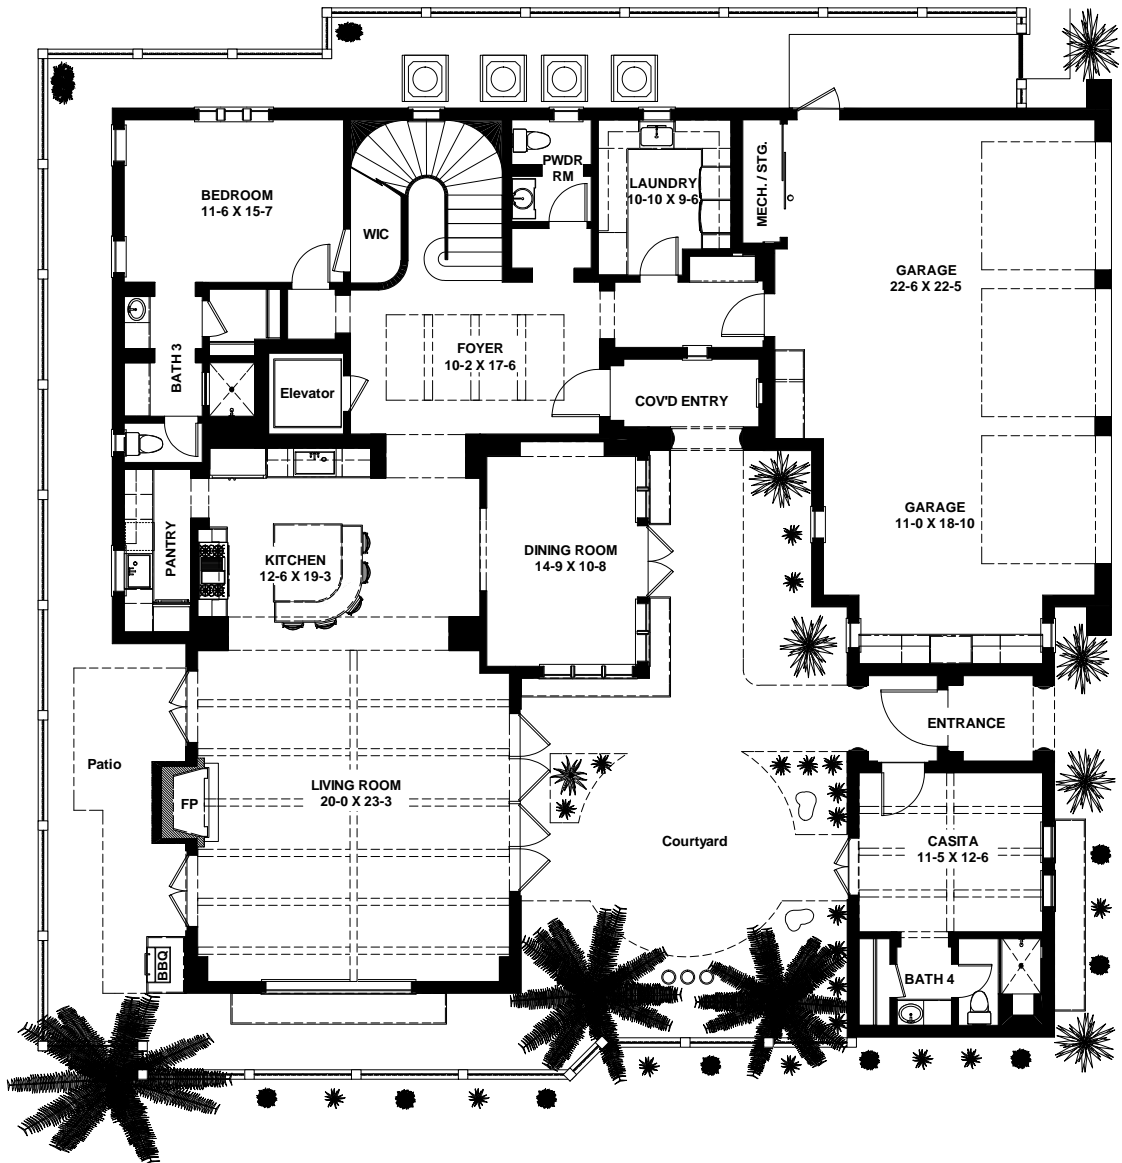 PWDR
RM
MECH. / STG.
LAUNDRY
10-10 X 9-6
BEDROOM
11-6 X 15-7
WIC
GARAGE
22-6 X 22-5
FOYER
10-2 X 17-6
BATH 3
Elevator
COV'D ENTRY
GARAGE
11-0 X 18-10
PANTRY
KITCHEN
12-6 X 19-3
DINING ROOM
14-9 X 10-8
ENTRANCE
Patio
LIVING ROOM
20-0 X 23-3
FP
Courtyard
CASITA
11-5 X 12-6
BBQ
BATH 4